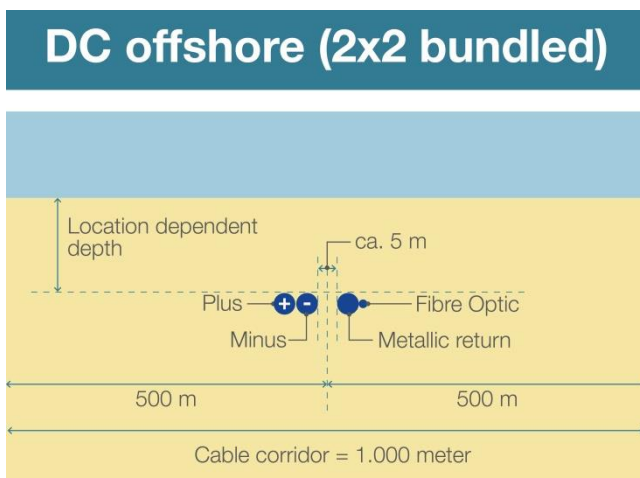 DC offshore (2x2 bundled)
Location dependent
depth
ca. 5 m
Plus
+
-
Fibre Optic
Minus
Metallic return
500 m
500 m
Cable corridor = 1.000 meter